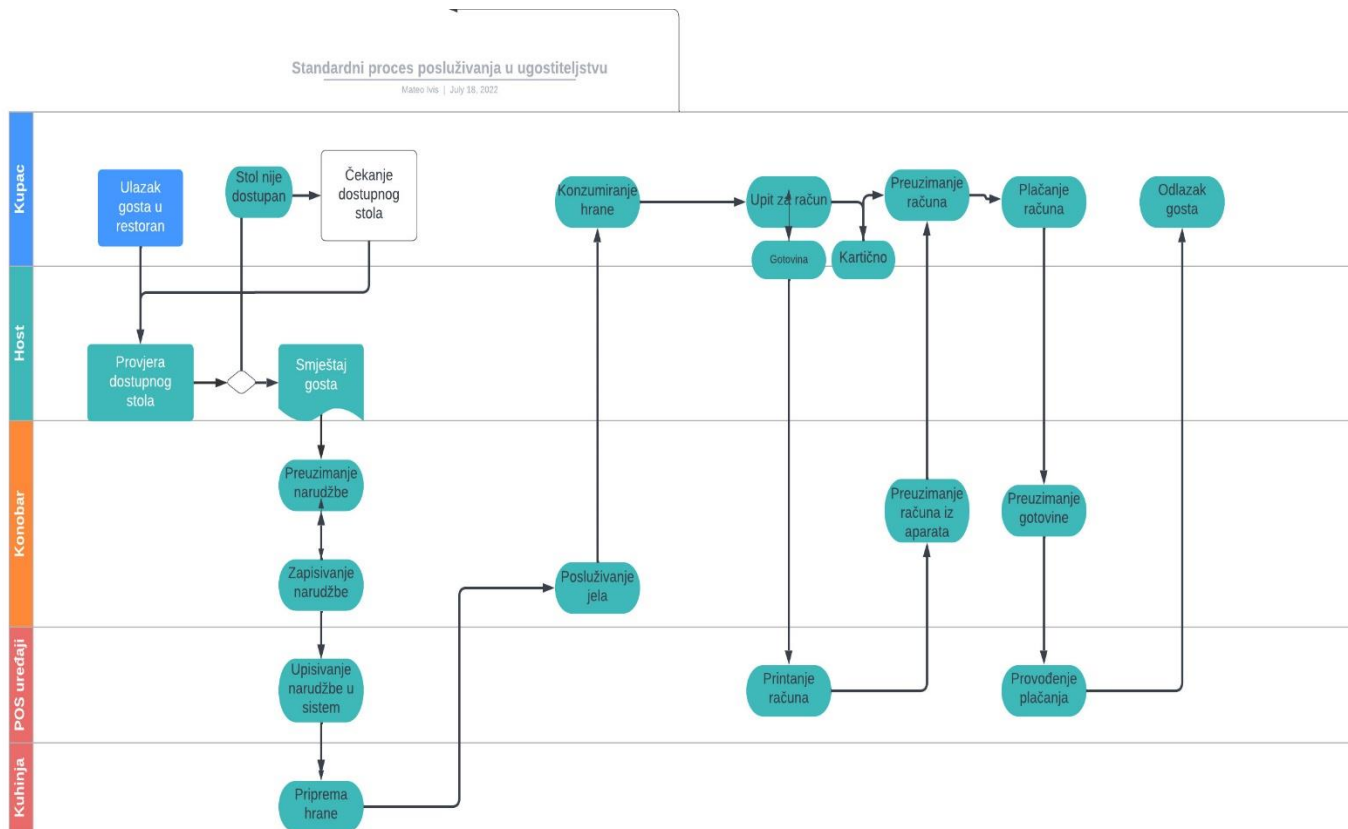 Standardni proces posluživanja u ugostiteljstvu
Mateo Ivis | July 18, 2022
Kupac
Ulazak
gosta u
restoran
Stol nije
dostupan
Čekanje
dostupnog
stola
Konzumiranje
hrane
Upit za račun
Gotovina
Kartično
Preuzimanje
računa
Plačanje
računa
Odlazak
gosta
Host
Provjera
dostupnog
stola
Smještaj
gosta
Konobar
Preuzimanje
narudžbe
Zapisivanje
narudžbe
Posluživanje
jela
Preuzimanje
računa iz
aparata
Preuzimanje
gotovine
POS uređaji
Upisivanje
narudžbe u
sistem
Printanje
računa
Provođenje
plačanja
Kuhinja
Priprema
hrane